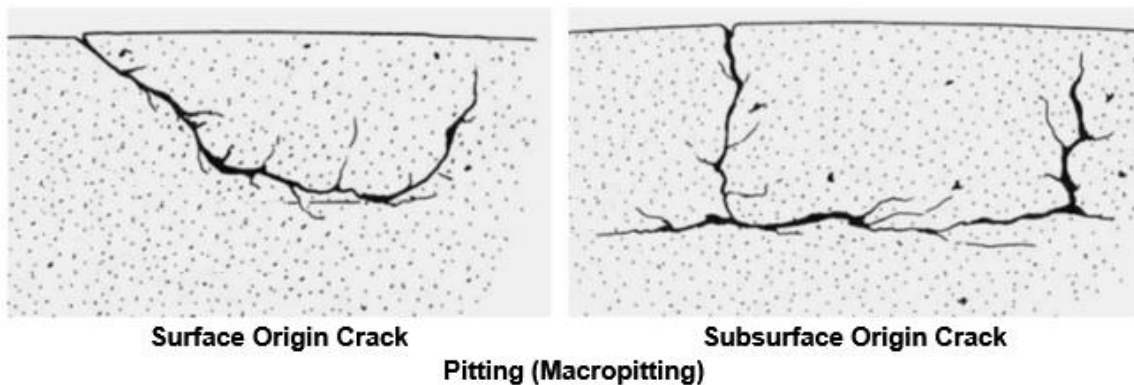 Surface Origin Crack
Subsurface Origin Crack
Pitting (Macropitting)